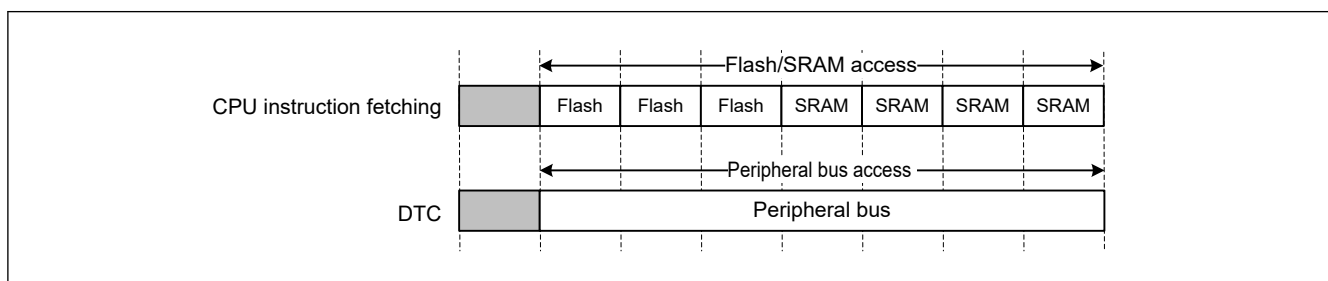 Flash/SRAM access
CPU instruction fetching Flash Flash Flash SRAM SRAM SRAM SRAM
Peripheral bus access
DTC Peripheral bus